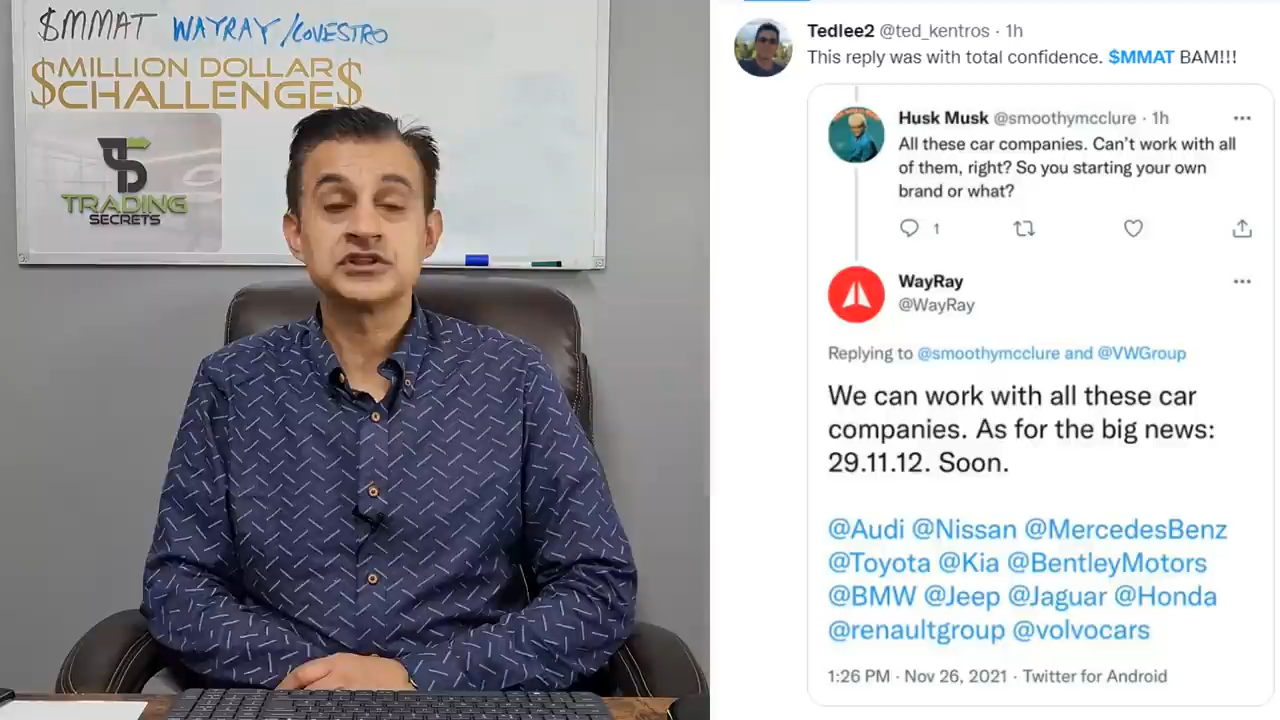 $MMAT WAYRAY/COVESTRO
$MILLION DOLLAR
CHALLENGE$
TS
TRADING
SECRETS
Tedlee2 @ted_kentros · 1h
This reply was with total confidence. $MMAT BAM!!!
Husk Musk @smoothymcclure · 1h
All these car companies. Can’t work with all
of them, right? So you starting your own
brand or what?
1
WayRay
@WayRay
Replying to @smoothymcclure and @VWGroup
We can work with all these car
companies. As for the big news:
29.11.12. Soon.
@Audi @Nissan @MercedesBenz
@Toyota @Kia @BentleyMotors
@BMW @Jeep @Jaguar @Honda
@renaultgroup @volvocars
1:26 PM · Nov 26, 2021 · Twitter for Android